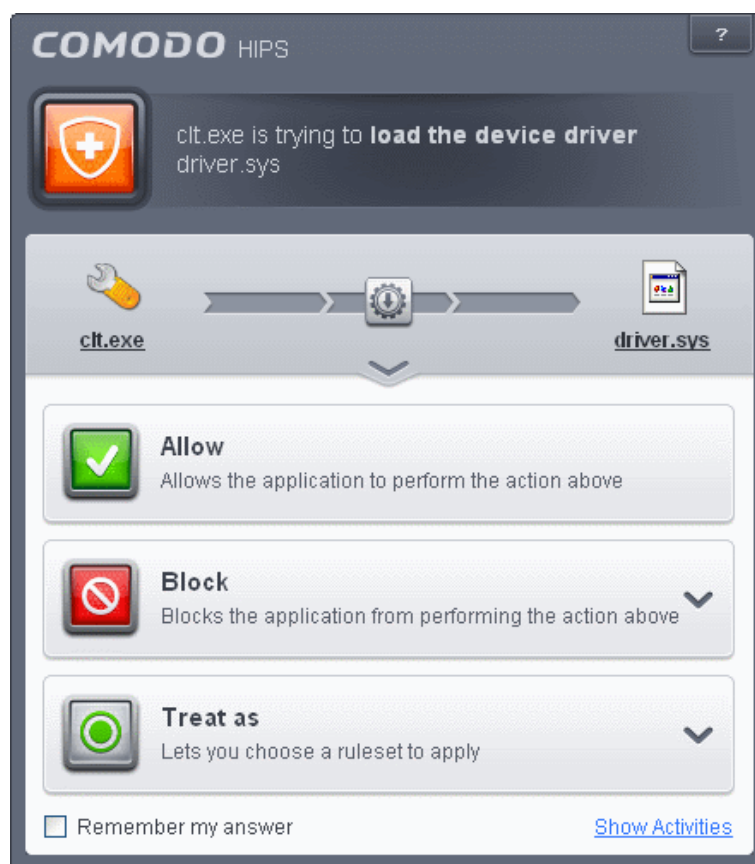 COMODO HIPS
?
clt.exe is trying to load the device driver
driver.sys
clt.exe
driver.sys
Allow
Allows the application to perform the action above
Block
Blocks the application from performing the action above
Treat as
Lets you choose a ruleset to apply
Remember my answer
Show Activities